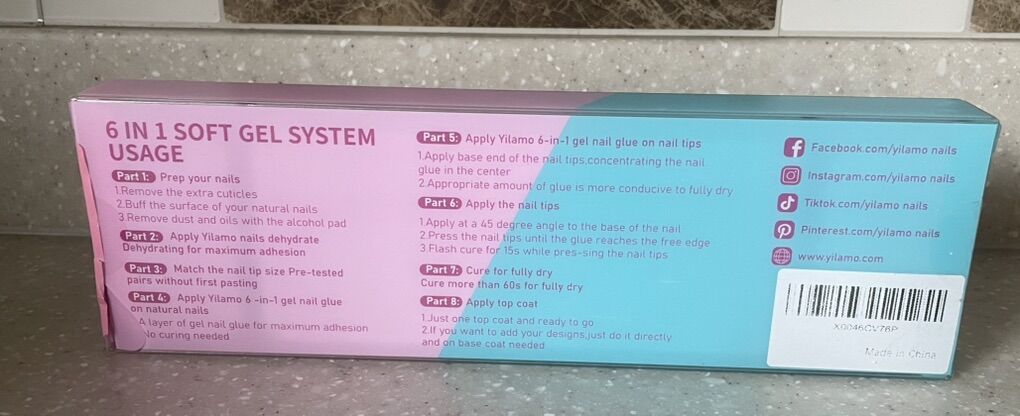 6 IN 1 SOFT GEL SYSTEM
USAGE
Part 1: Prep your nails
1.Remove the extra cuticles
2.Buff the surface of your natural nails
3.Remove dust and oils with the alcohol pad
Part 2: Apply Yilamo nails dehydrate
Dehydrating for maximum adhesion
Part 3: Match the nail tip size Pre-tested
pairs without first pasting
Part 4: Apply Yilamo 6 -in-1 gel nail glue
on natural nails
A layer of gel nail glue for maximum adhesion
No curing needed
Part 5: Apply Yilamo 6-in-1 gel nail glue on nail tips
1.Apply base end of the nail tips,concentrating the nail
glue in the center
2.Appropriate amount of glue is more conducive to fully dry
Part 6: Apply the nail tips
1.Apply at a 45 degree angle to the base of the nail
2.Press the nail tips until the glue reaches the free edge
3.Flash cure for 15s while pres-sing the nail tips
Part 7: Cure for fully dry
Cure more than 60s for fully dry
Part 8: Apply top coat
1.Just one top coat and ready to go
2.If you want to add your designs,just do it directly
and on base coat needed
Facebook.com/yilamo nails
Instagram.com/yilamo nails
Tiktok.com/yilamo nails
Pinterest.com/yilamo nails
www.yilamo.com
X0046CV76P
Made in China